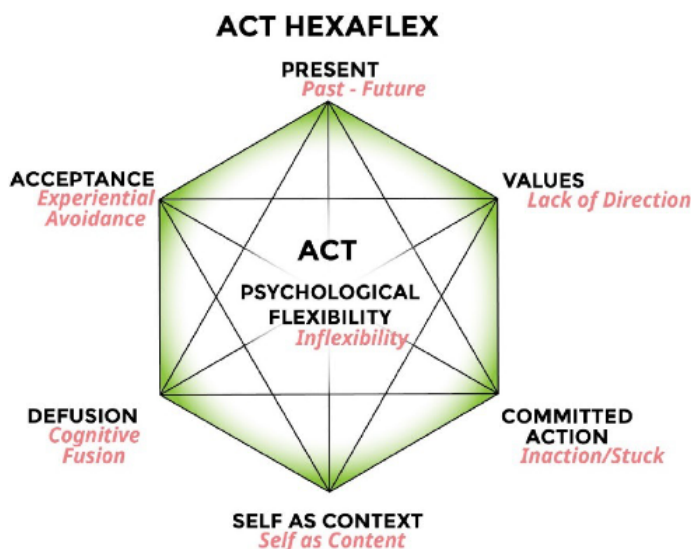 ACT HEXAFLEX
PRESENT
Past - Future
ACCEPTANCE
Experiential
Avoidance
VALUES
Lack of Direction
ACT
PSYCHOLOGICAL
FLEXIBILITY
Inflexibility
DEFUSION
Cognitive
Fusion
COMMITTED
ACTION
Inaction/Stuck
SELF AS CONTEXT
Self as Content